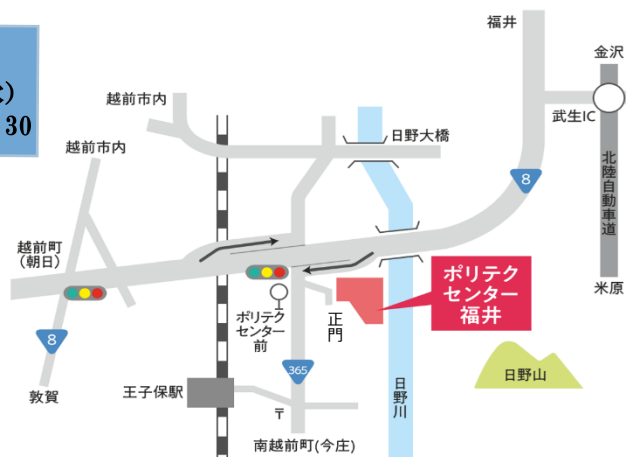 水)
30
福井
金沢
武生IC
北陸自動車道
米原
越前市内
越前市内
日野大橋
8
越前町
(朝日)
ポリテク
センター
福井
ポリテク
センター
前
正門
8
敦賀
365
王子保駅
〒
南越前町(今庄)
日野川
日野山